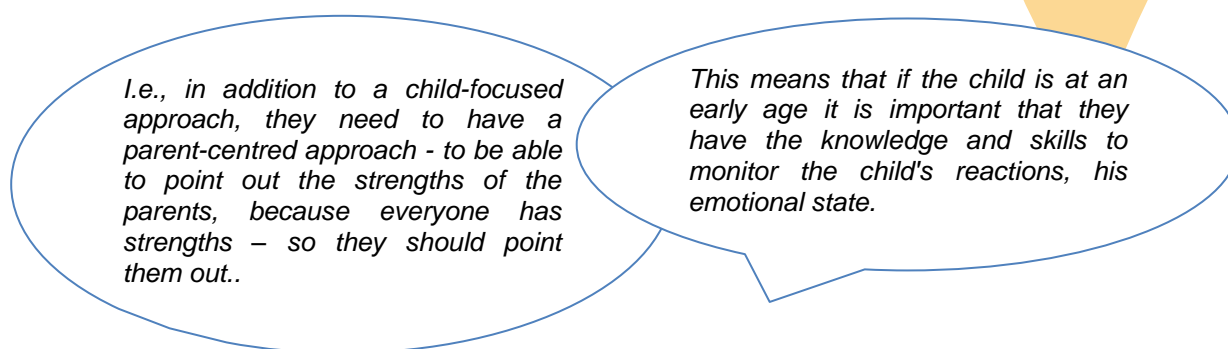 I.e., in addition to a child-focused
approach, they need to have a
parent-centred approach - to be able
to point out the strengths of the
parents, because everyone has
strengths – so they should point
them out..
This means that if the child is at an
early age it is important that they
have the knowledge and skills to
monitor the child's reactions, his
emotional state.